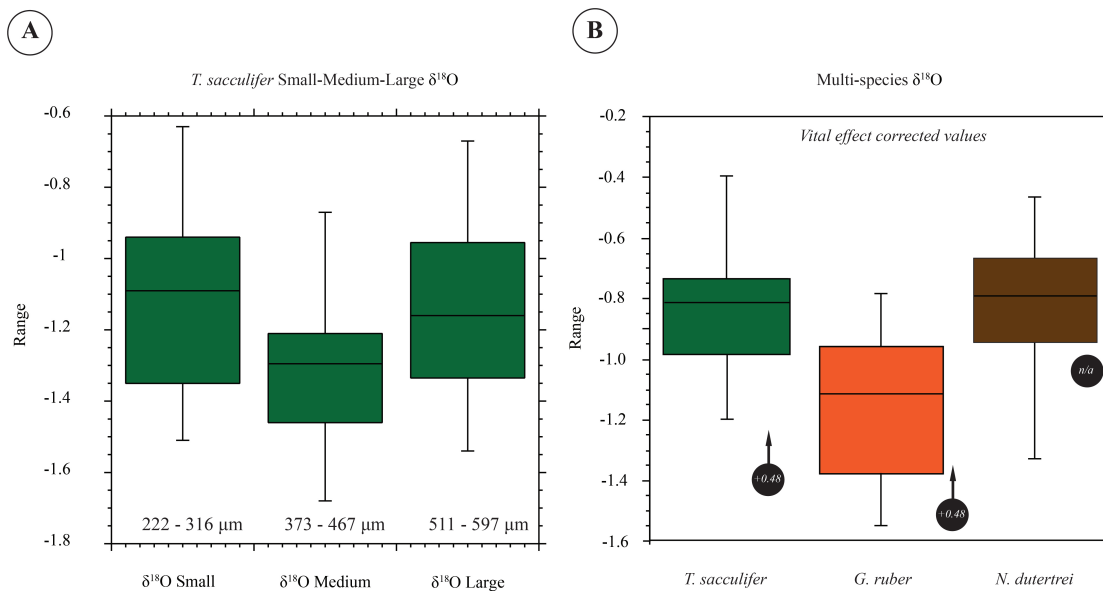 A
T. sacculifer Small-Medium-Large δ¹⁸O
-0.6
-0.8
-1
-1.2
-1.4
-1.6
-1.8
Range
222 - 316 µm
373 - 467 µm
511 - 597 µm
δ¹⁸O Small
δ¹⁸O Medium
δ¹⁸O Large
B
Multi-species δ¹⁸O
Vital effect corrected values
-0.2
-0.4
-0.6
-0.8
-1.0
-1.2
-1.4
-1.6
Range
+0.48
+0.48
n/a
T. sacculifer
G. ruber
N. dutertrei